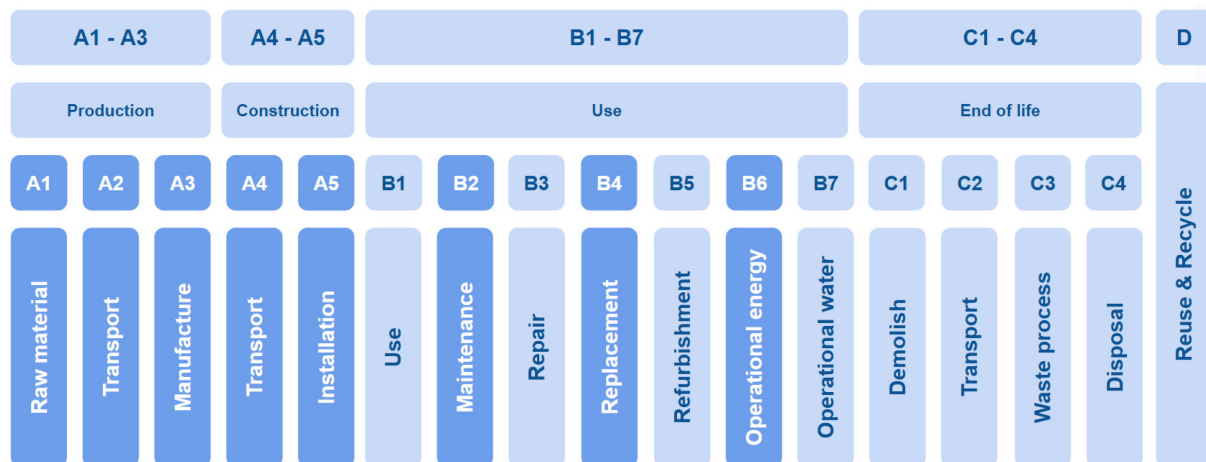 A1 - A3
A4 - A5
B1 - B7
C1 - C4
D
Production
Construction
Use
End of life
A1
A2
A3
A4
A5
B1
B2
B3
B4
B5
B6
B7
C1
C2
C3
C4
Raw material
Transport
Manufacture
Transport
Installation
Use
Maintenance
Repair
Replacement
Refurbishment
Operational energy
Operational water
Demolish
Transport
Waste process
Disposal
Reuse & Recycle